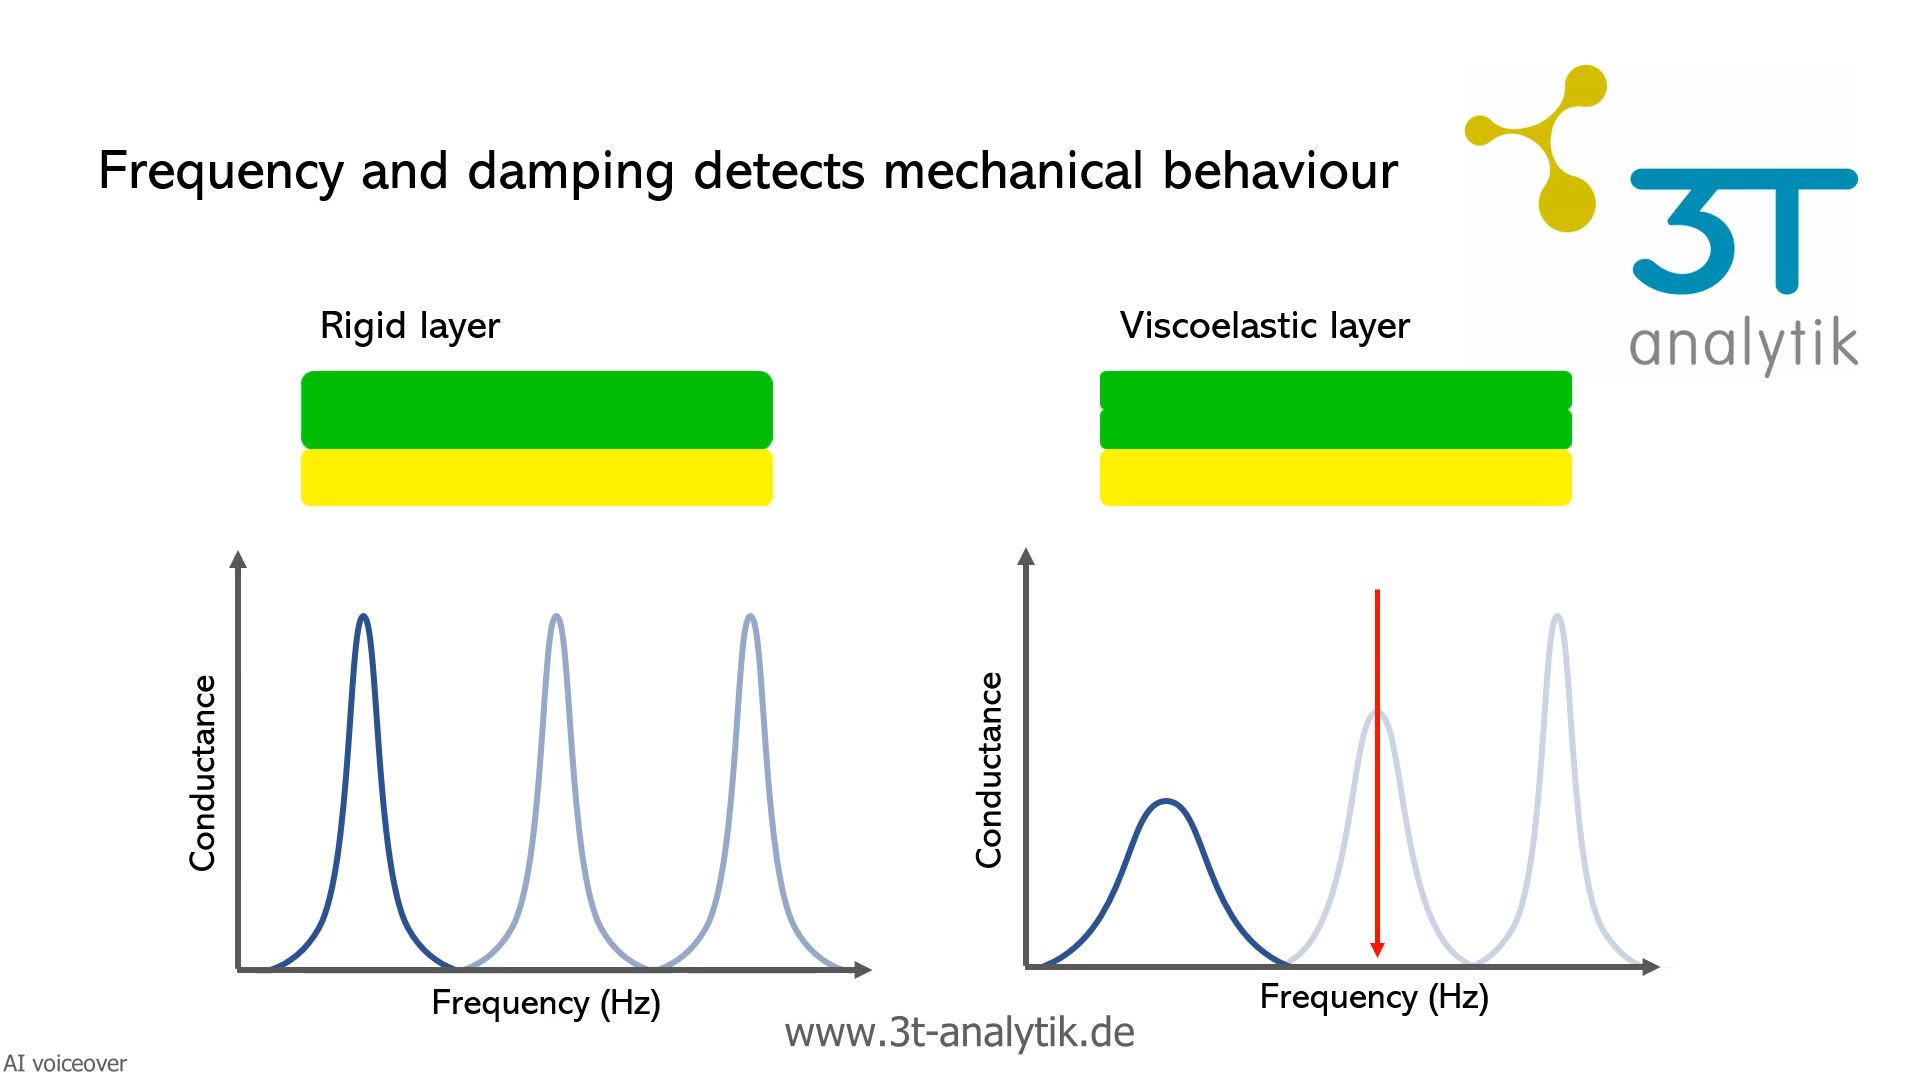 Frequency and damping detects mechanical behaviour
3T
analytik
Rigid layer
Viscoelastic layer
Conductance
Frequency (Hz)
Conductance
Frequency (Hz)
www.3t-analytik.de
AI voiceover